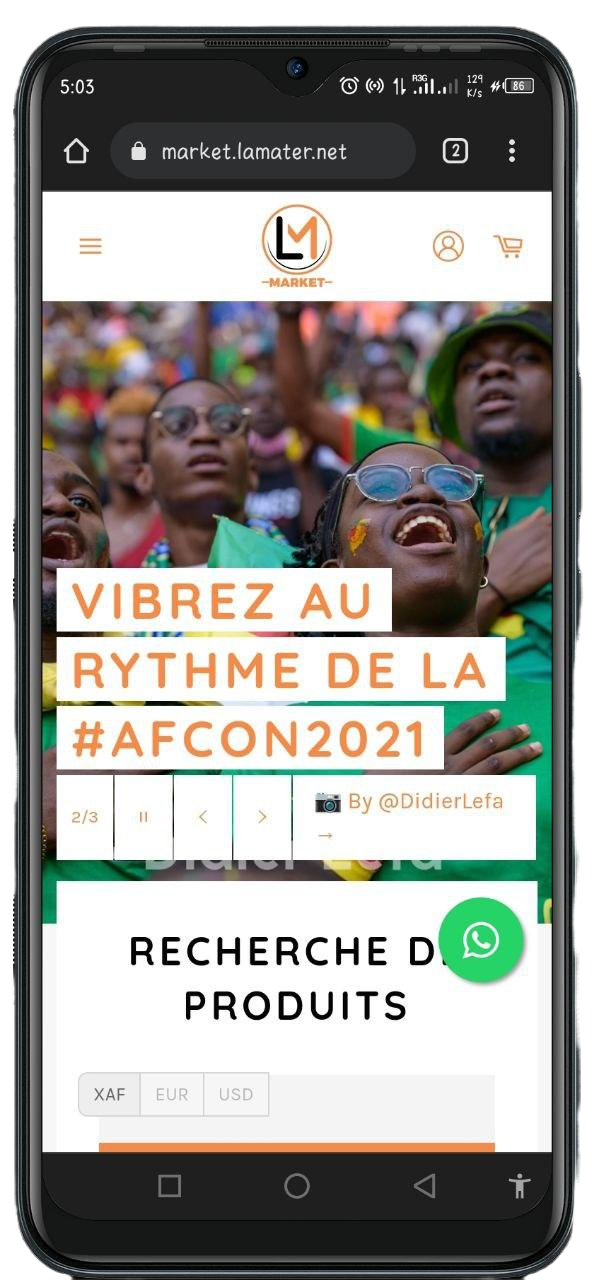 5:03
R3G
129
K/s
86
market.lamater.net
2
LM
MARKET
VIBREZ AU
RYTHME DE LA
#AFCON2021
2/3
By @DidierLefa
→
Didier Lefa
RECHERCHE D
PRODUITS
XAF
EUR
USD